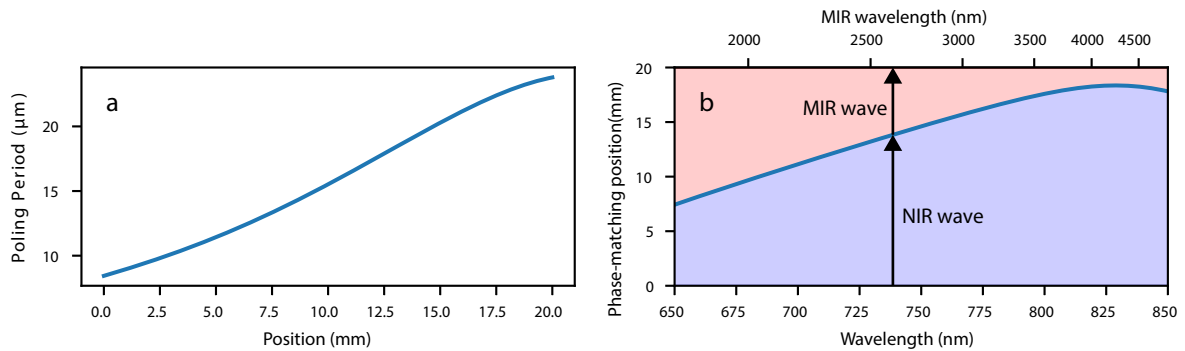 a
Poling Period (μm)
20
15
10
0.0 2.5 5.0 7.5 10.0 12.5 15.0 17.5 20.0
Position (mm)
MIR wavelength (nm)
2000 2500 3000 3500 4000 4500
b
Phase-matching position(mm)
20
15
10
5
0
MIR wave
NIR wave
650 675 700 725 750 775 800 825 850
Wavelength (nm)